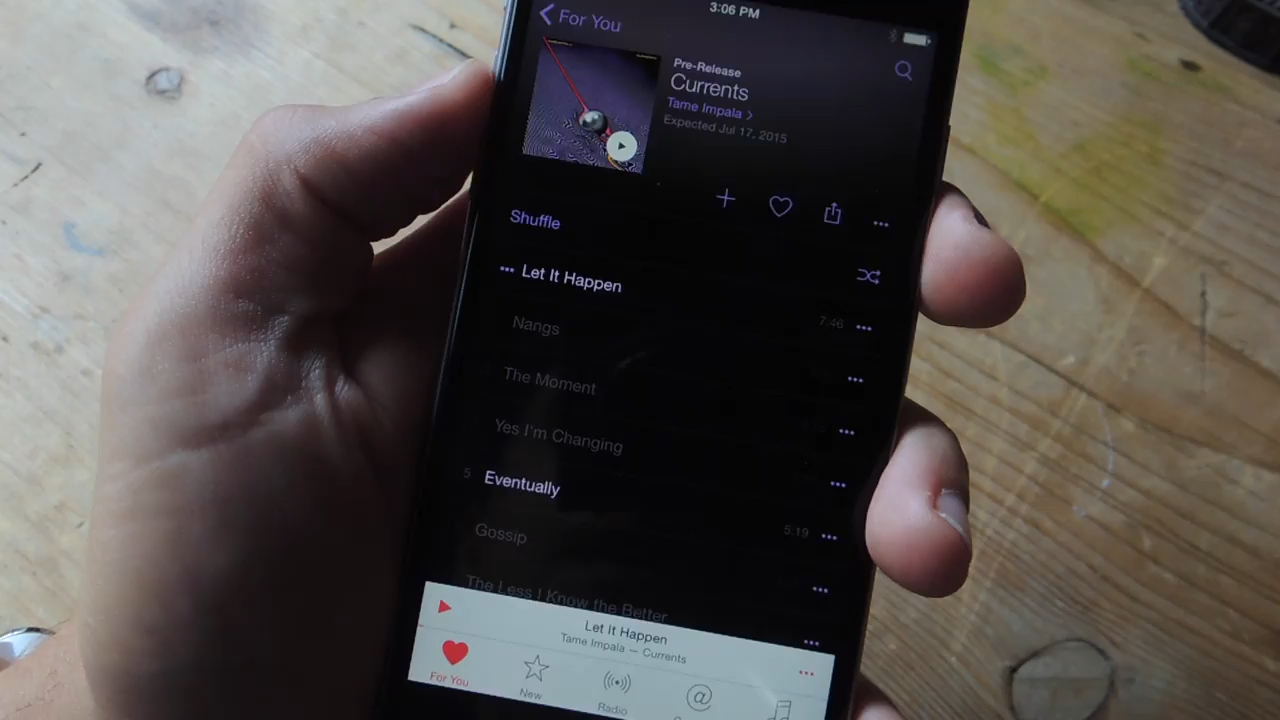 3:06 PM
For You
Pre-Release
Currents
Tame Impala
Expected Jul 17, 2015
Shuffle
Let It Happen
7:46
Nangs
The Moment
Yes I'm Changing
5 Eventually
5:19
Gossip
The Less I Know the Better
Let It Happen
Tame Impala — Currents
For You
New
Radio
@